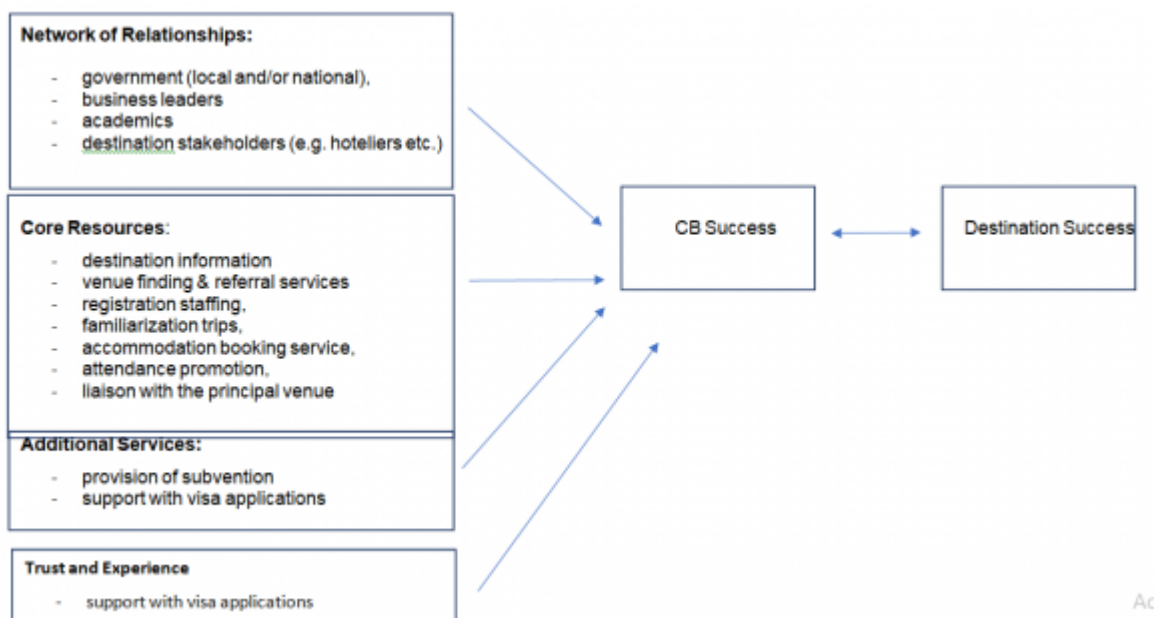 Network of Relationships:
- government (local and/or national),
- business leaders
- academics
- destination stakeholders (e.g. hoteliers etc.)
Core Resources:
- destination information
- venue finding & referral services
- registration staffing,
- familiarization trips,
- accommodation booking service,
- attendance promotion,
- liaison with the principal venue
Additional Services:
- provision of subvention
- support with visa applications
Trust and Experience
- support with visa applications
CB Success
Destination Success